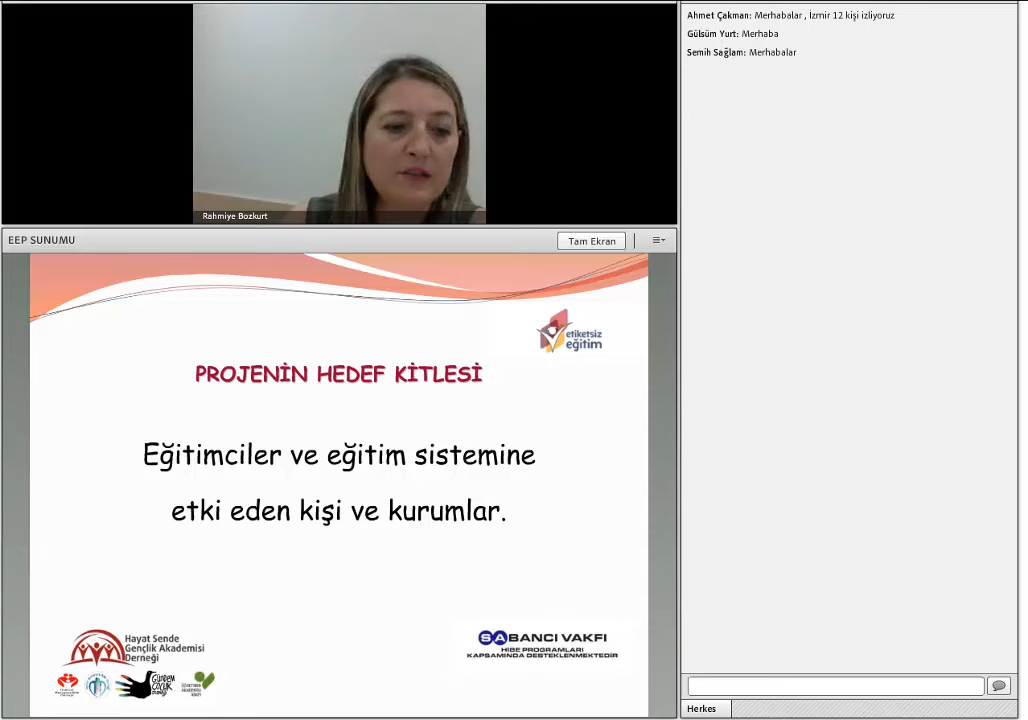 Ahmet Çakman: Merhabalar , İzmir 12 kişi izliyoruz
Gülsüm Yurt: Merhaba
Semih Sağlam: Merhabalar
Rahmiye Bozkurt
EEP SUNUMU
Tam Ekran
etiketsiz
eğitim
PROJENİN HEDEF KİTLESİ
Eğitimciler ve eğitim sistemine
etki eden kişi ve kurumlar.
Hayat Sende
Gençlik Akademisi
Derneği
Gündem
Çocuk
SABANCI VAKFI
HİBE PROGRAMLARI
KAPSAMINDA DESTEKLENMEKTEDİR
Herkes